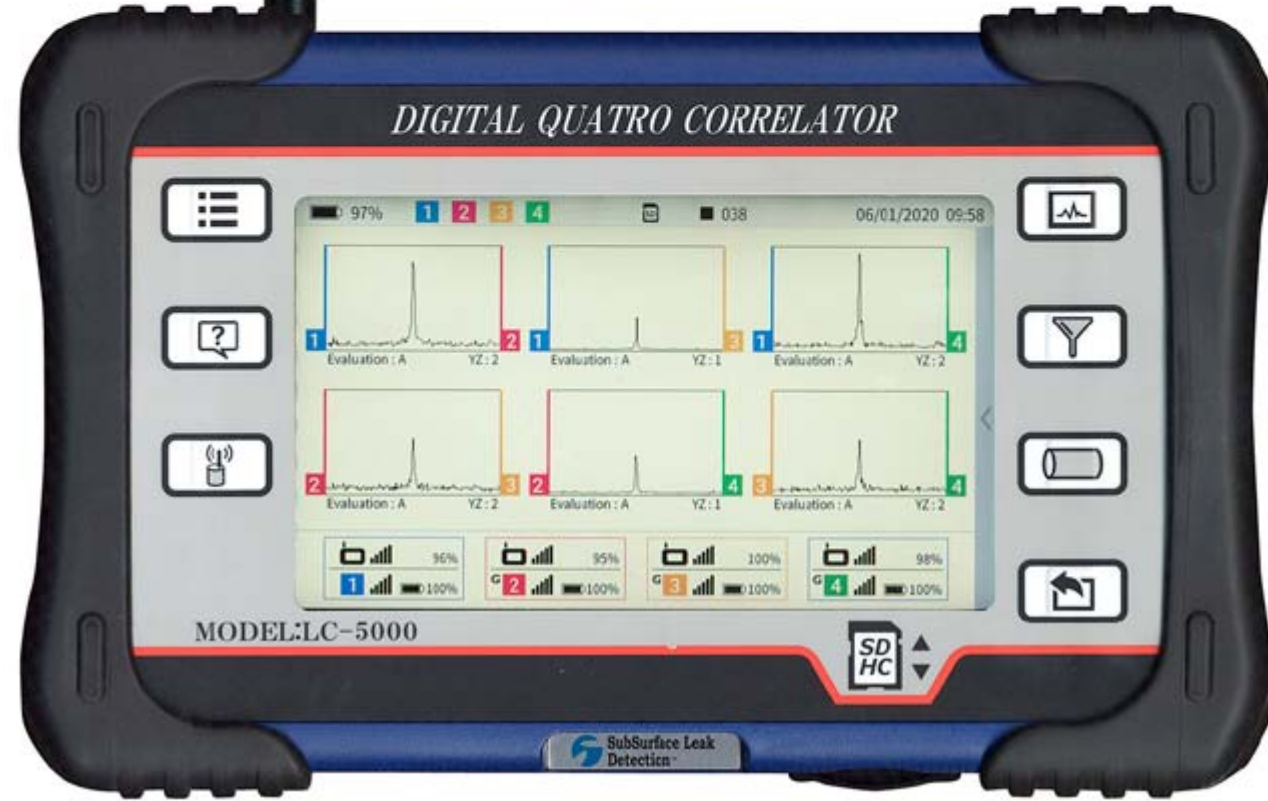 DIGITAL QUATRO CORRELATOR
97% 1 2 3 4 SD 038 06/01/2020 09:58
1 2 1 3 1 4
Evaluation : A YZ : 2 Evaluation : A YZ : 1 Evaluation : A YZ : 2
2 3 2 4 3 4
Evaluation : A YZ : 2 Evaluation : A YZ : 1 Evaluation : A YZ : 2
96% 95% 100% 98%
1 100% G 2 100% G 3 100% G 4 100%
MODEL:LC-5000
SD
HC
SubSurface Leak
Detection